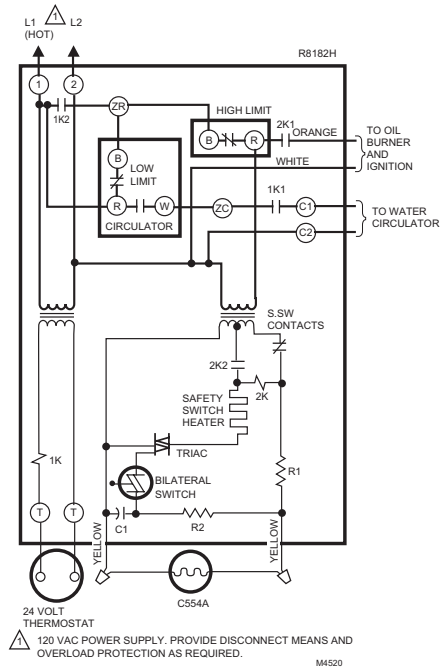 L1 1 L2
(HOT)
R8182H
1 2
1K2
ZR
HIGH LIMIT
B R
2K1
ORANGE
TO OIL
BURNER
AND
IGNITION
WHITE
B
LOW
LIMIT
R W
CIRCULATOR
ZC
1K1
C1
C2
TO WATER
CIRCULATOR
S.SW
CONTACTS
2K2
2K
SAFETY
SWITCH
HEATER
TRIAC
1K
BILATERAL
SWITCH
R1
T T
C1
R2
YELLOW
YELLOW
C554A
24 VOLT
THERMOSTAT
1 120 VAC POWER SUPPLY. PROVIDE DISCONNECT MEANS AND
OVERLOAD PROTECTION AS REQUIRED.
M4520